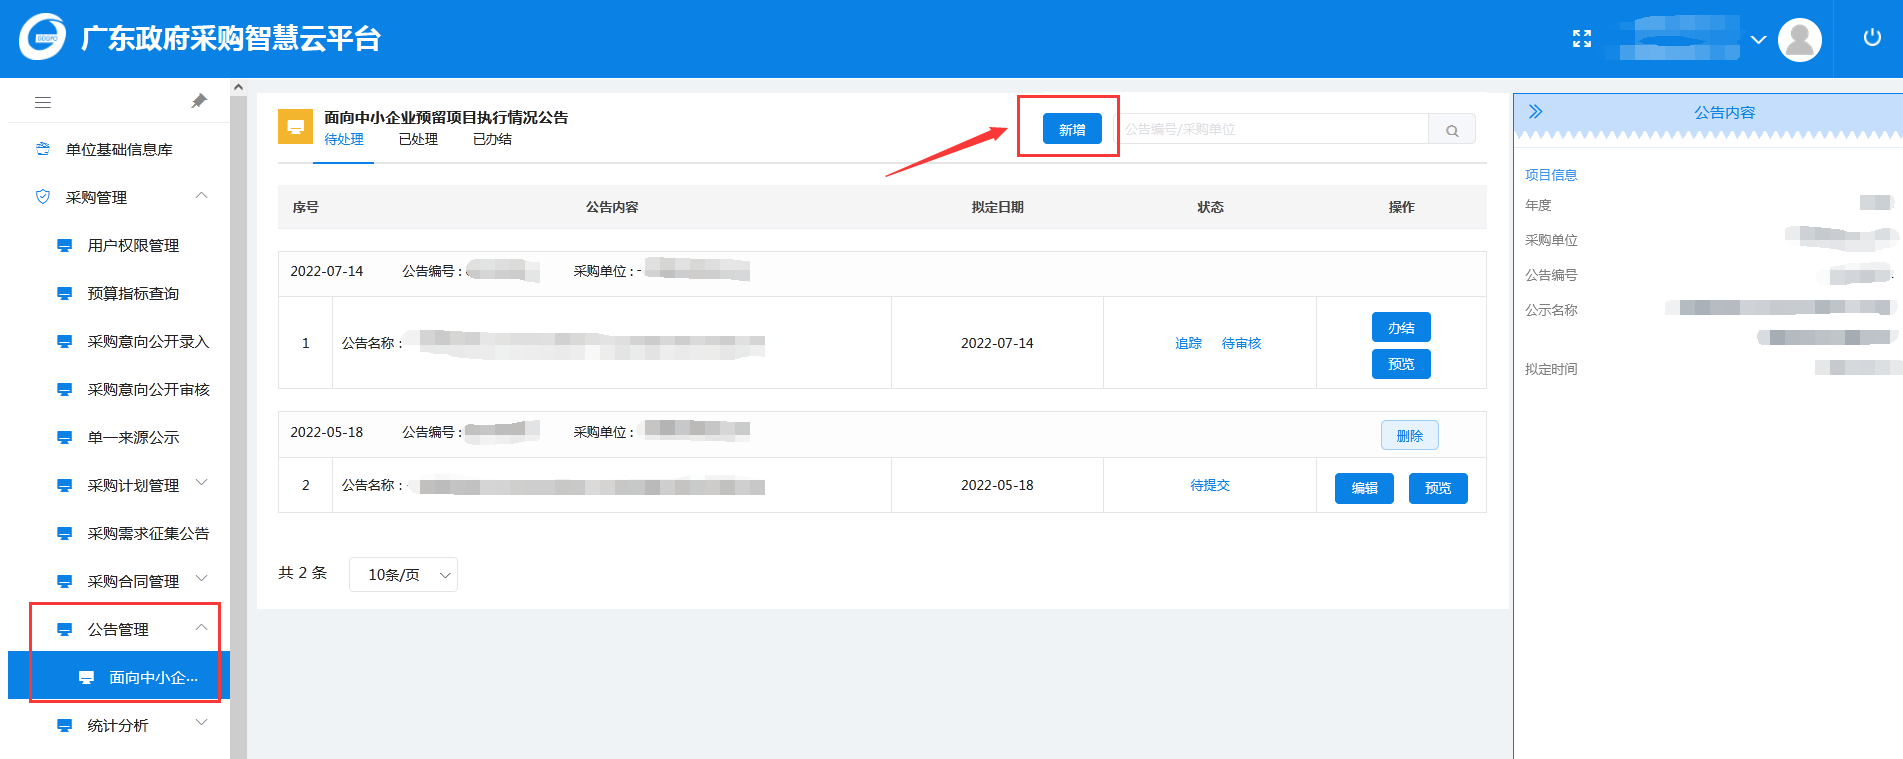 GDGPO
广东政府采购智慧云平台
单位基础信息库
采购管理
用户权限管理
预算指标查询
采购意向公开录入
采购意向公开审核
单一来源公示
采购计划管理
采购需求征集公告
采购合同管理
公告管理
面向中小企...
统计分析
面向中小企业预留项目执行情况公告
待处理 已处理 已办结
新增
公告编号/采购单位
序号 公告内容 拟定日期 状态 操作
2022-07-14 公告编号： 采购单位：
1 公告名称： 2022-07-14 追踪 待审核 办结
预览
2022-05-18 公告编号： 采购单位： 删除
2 公告名称： 2022-05-18 待提交 编辑 预览
共 2 条 10条/页
公告内容
项目信息
年度
采购单位
公告编号
公示名称
拟定时间